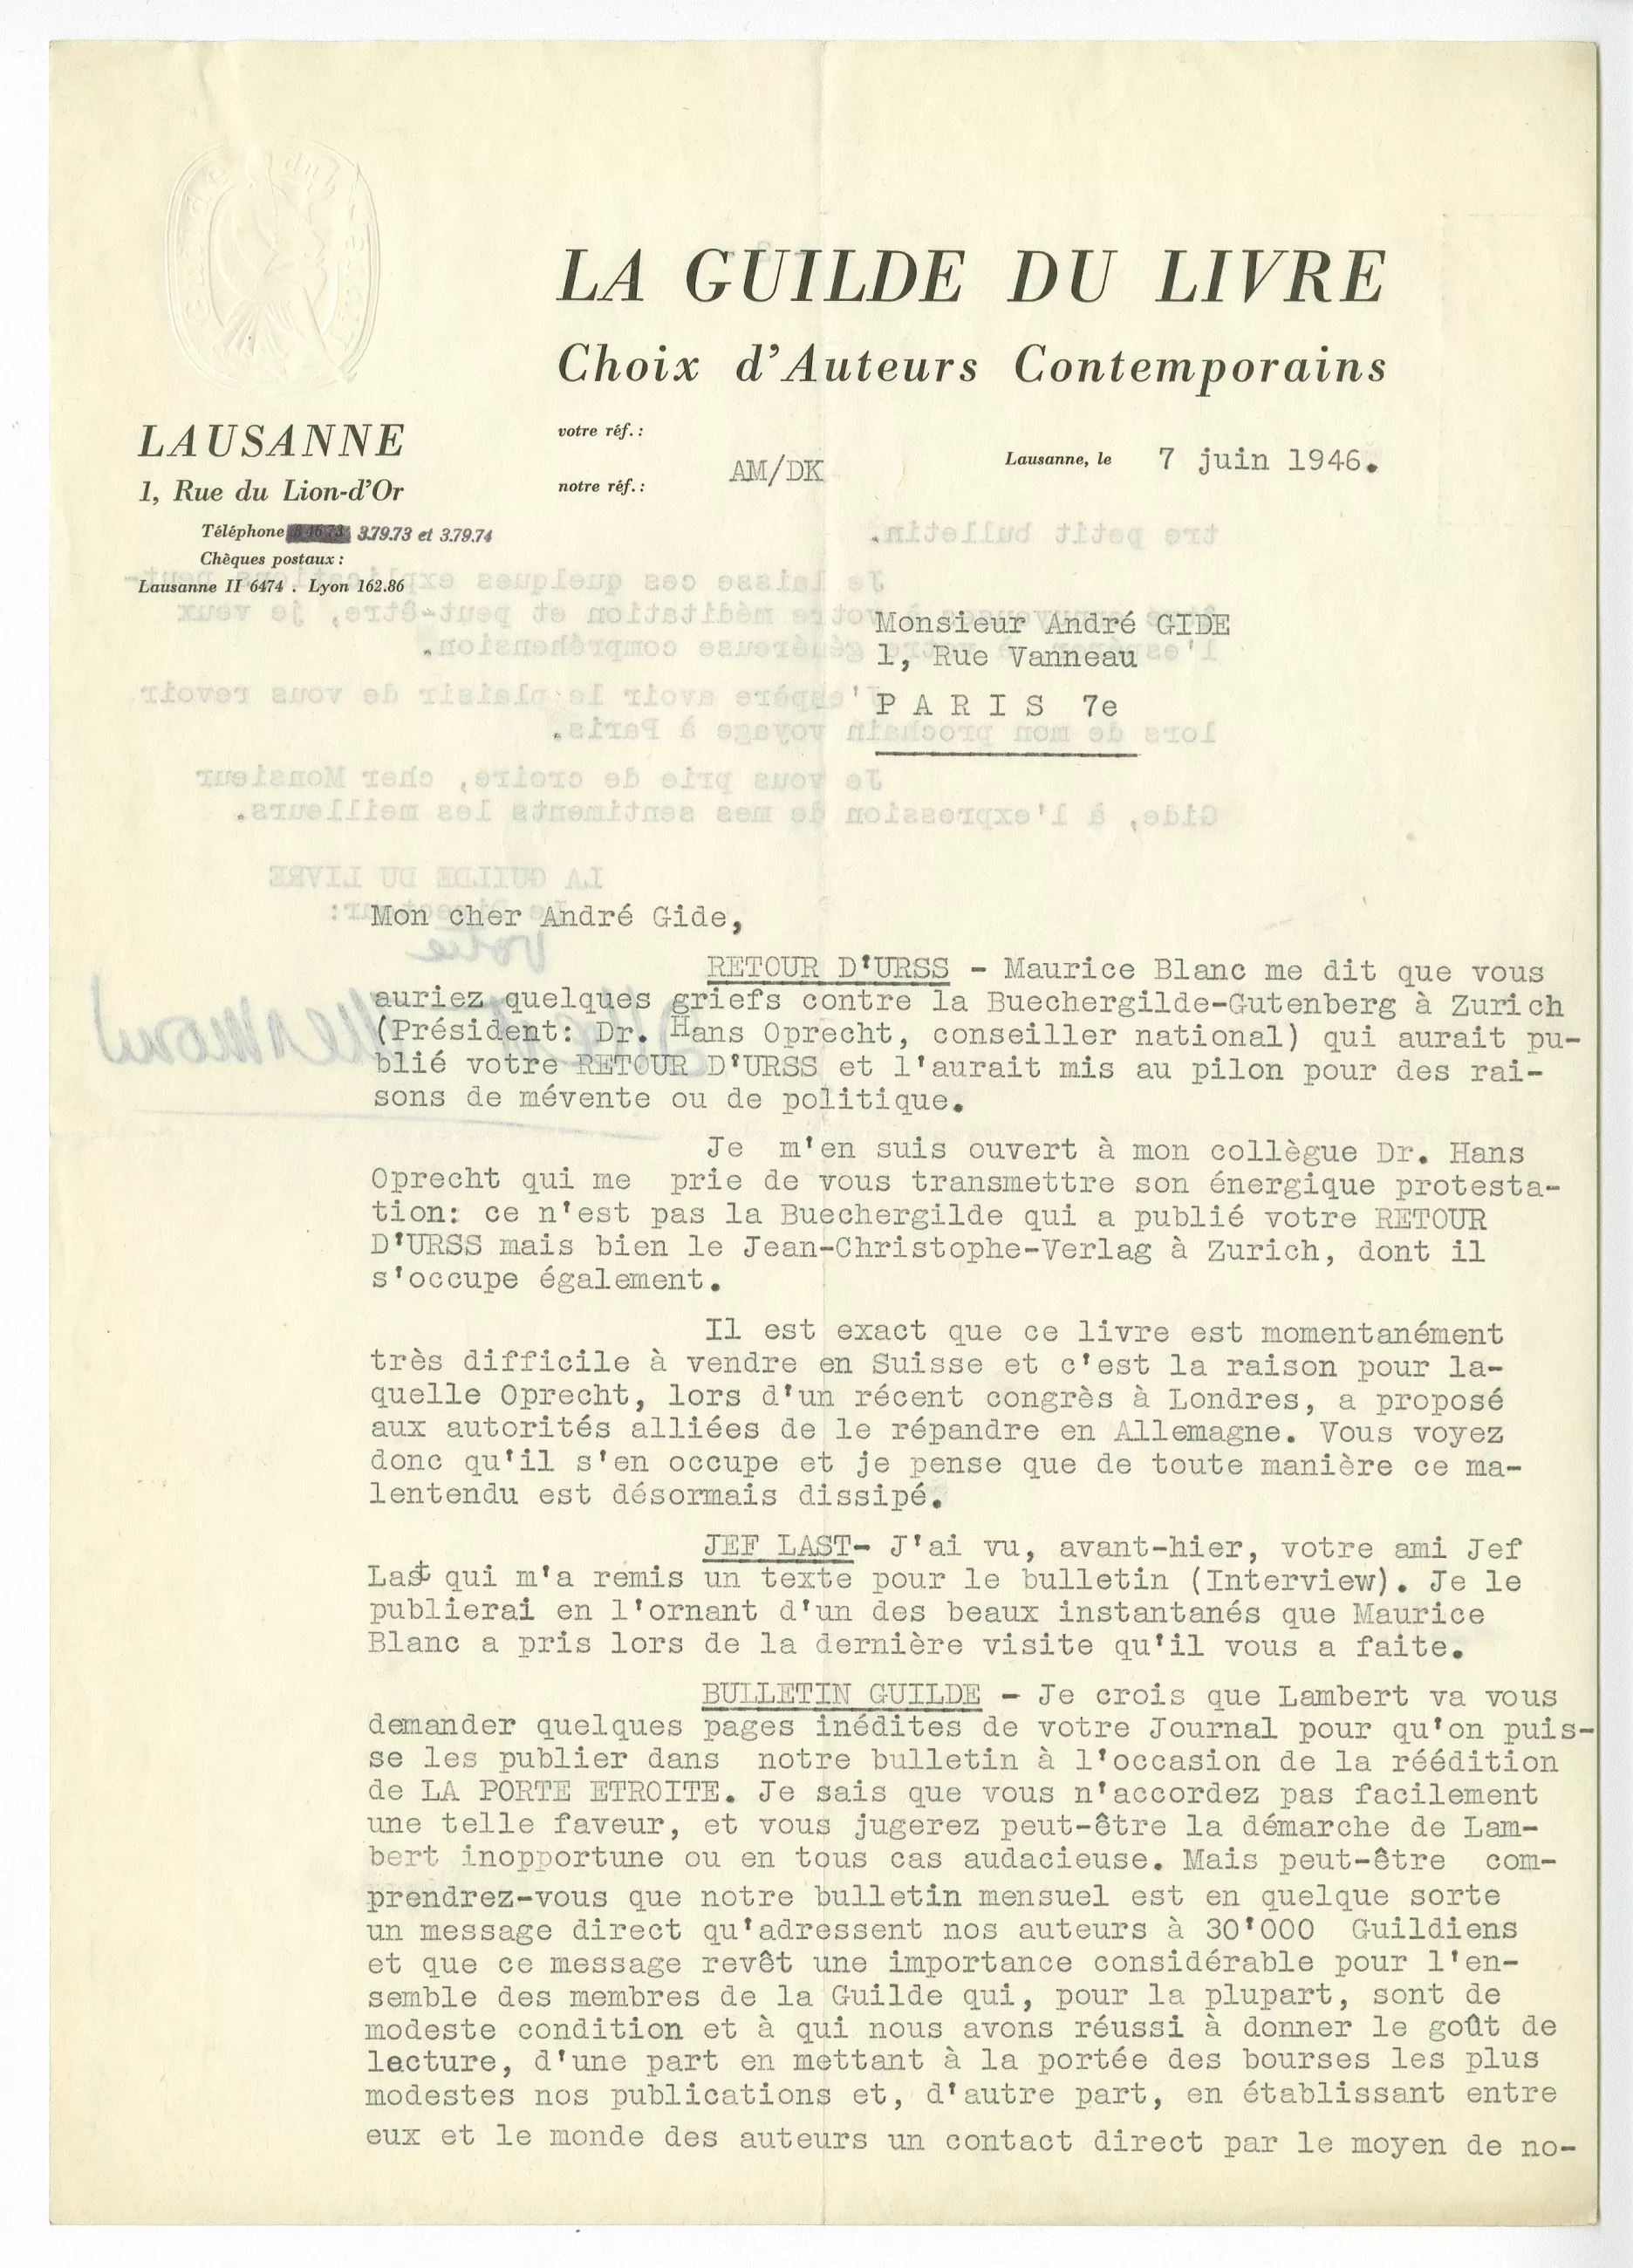 LA GUILDE DU LIVRE
Choix d'Auteurs Contemporains
LAUSANNE
1, Rue du Lion-d'Or
Téléphone 3.79.73 et 3.79.74
Chèques postaux :
Lausanne II 6474 . Lyon 162.86
votre réf. :
notre réf. :
AM/DK
Lausanne, le 7 juin 1946.
Monsieur André GIDE
1, Rue Vanneau
P A R I S 7e
Mon cher André Gide,
RETOUR D'URSS - Maurice Blanc me dit que vous
auriez quelques griefs contre la Buechergilde-Gutenberg à Zurich
(Président: Dr. Hans Oprecht, conseiller national) qui aurait pu-
blié votre RETOUR D'URSS et l'aurait mis au pilon pour des rai-
sons de mévente ou de politique.
Je m'en suis ouvert à mon collègue Dr. Hans
Oprecht qui me prie de vous transmettre son énergique protesta-
tion: ce n'est pas la Buechergilde qui a publié votre RETOUR
D'URSS mais bien le Jean-Christophe-Verlag à Zurich, dont il
s'occupe également.
Il est exact que ce livre est momentanément
très difficile à vendre en Suisse et c'est la raison pour la-
quelle Oprecht, lors d'un récent congrès à Londres, a proposé
aux autorités alliées de le répandre en Allemagne. Vous voyez
donc qu'il s'en occupe et je pense que de toute manière ce ma-
lentendu est désormais dissipé.
JEF LAST- J'ai vu, avant-hier, votre ami Jef
Last qui m'a remis un texte pour le bulletin (Interview). Je le
publierai en l'ornant d'un des beaux instantanés que Maurice
Blanc a pris lors de la dernière visite qu'il vous a faite.
BULLETIN GUILDE - Je crois que Lambert va vous
demander quelques pages inédites de votre Journal pour qu'on puis-
se les publier dans notre bulletin à l'occasion de la réédition
de LA PORTE ETROITE. Je sais que vous n'accordez pas facilement
une telle faveur, et vous jugerez peut-être la démarche de Lam-
bert inopportune ou en tous cas audacieuse. Mais peut-être com-
prendrez-vous que notre bulletin mensuel est en quelque sorte
un message direct qu'adressent nos auteurs à 30'000 Guildiens
et que ce message revêt une importance considérable pour l'en-
semble des membres de la Guilde qui, pour la plupart, sont de
modeste condition et à qui nous avons réussi à donner le goût de
lecture, d'une part en mettant à la portée des bourses les plus
modestes nos publications et, d'autre part, en établissant entre
eux et le monde des auteurs un contact direct par le moyen de no-